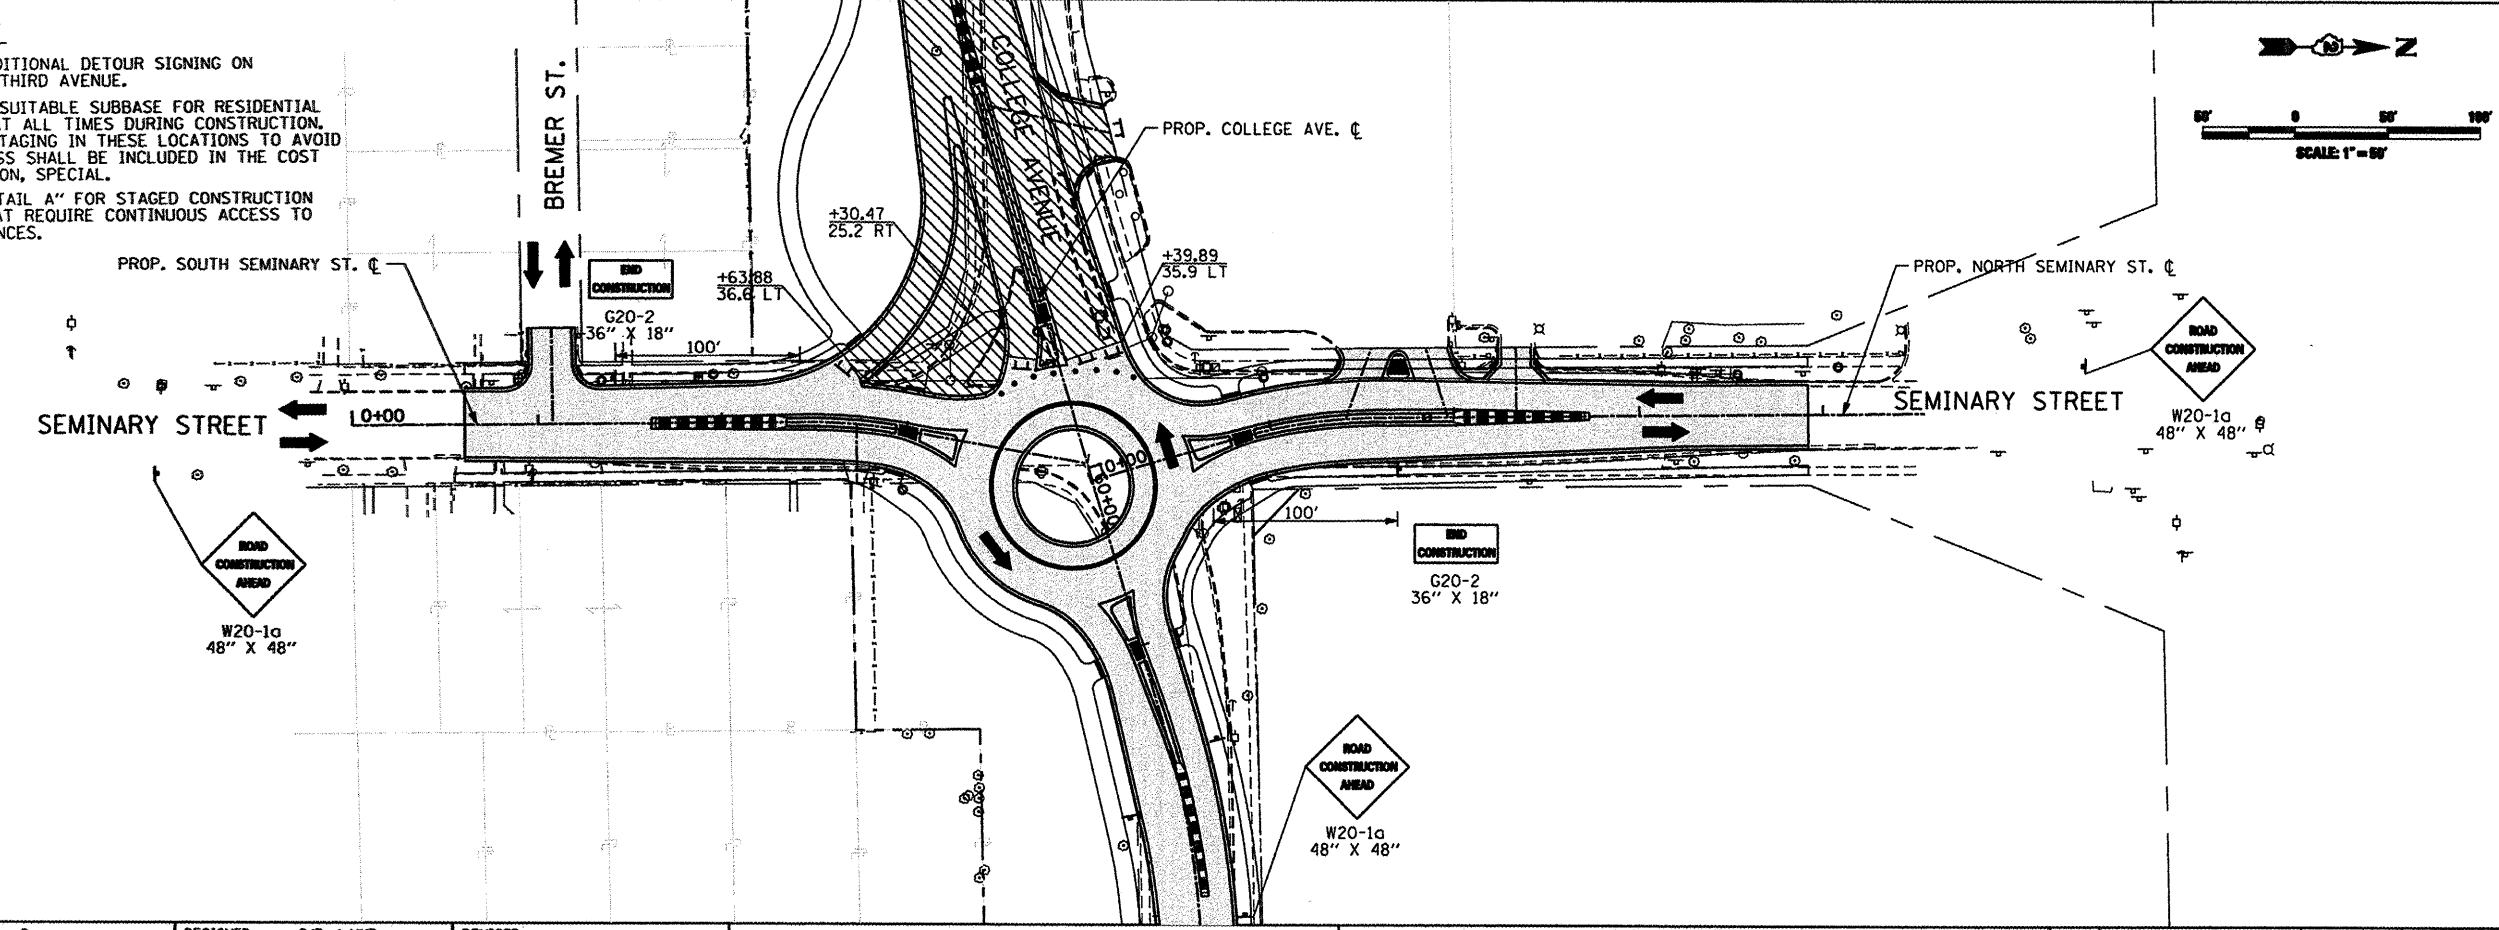 DITIONAL DETOUR SIGNING ON
THIRD AVENUE.
SUITABLE SUBBASE FOR RESIDENTIAL
T ALL TIMES DURING CONSTRUCTION.
TAGING IN THESE LOCATIONS TO AVOID
SS SHALL BE INCLUDED IN THE COST
ON, SPECIAL.
TAIL A" FOR STAGED CONSTRUCTION
AT REQUIRE CONTINUOUS ACCESS TO
NCES.
BREMER ST.
COLLEGE AVENUE
PROP. COLLEGE AVE. ℄
N
50' 0 50' 100'
SCALE: 1" = 50'
+30.47
25.2 RT
+63.88
36.6 LT
+39.89
35.9 LT
PROP. SOUTH SEMINARY ST. ℄
PROP. NORTH SEMINARY ST. ℄
END
CONSTRUCTION
G20-2
36" X 18"
100'
ROAD
CONSTRUCTION
AHEAD
W20-1a
48" X 48"
SEMINARY STREET
10+00
SEMINARY STREET
10+00
50+00
100'
END
CONSTRUCTION
G20-2
36" X 18"
ROAD
CONSTRUCTION
AHEAD
W20-1a
48" X 48"
ROAD
CONSTRUCTION
AHEAD
W20-1a
48" X 48"